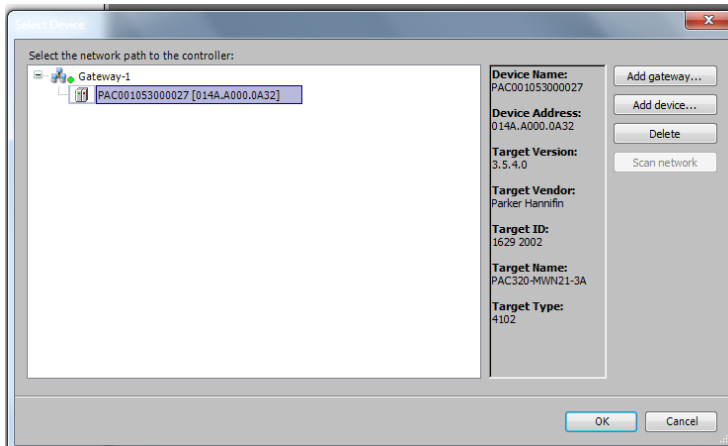 Select Device
Select the network path to the controller:
Gateway-1
PAC001053000027 [014A.A000.0A32]
Device Name:
PAC001053000027
Device Address:
014A.A000.0A32
Target Version:
3.5.4.0
Target Vendor:
Parker Hannifin
Target ID:
1629 2002
Target Name:
PAC320-MWN21-3A
Target Type:
4102
Add gateway...
Add device...
Delete
Scan network
OK
Cancel